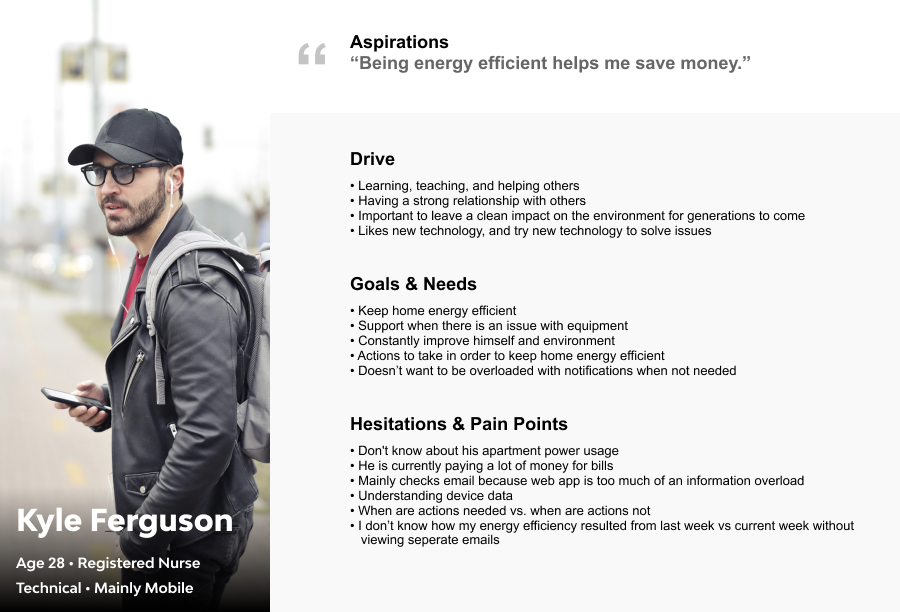 “
Aspirations
“Being energy efficient helps me save money.”
Drive
• Learning, teaching, and helping others
• Having a strong relationship with others
• Important to leave a clean impact on the environment for generations to come
• Likes new technology, and try new technology to solve issues
Goals & Needs
• Keep home energy efficient
• Support when there is an issue with equipment
• Constantly improve himself and environment
• Actions to take in order to keep home energy efficient
• Doesn’t want to be overloaded with notifications when not needed
Hesitations & Pain Points
• Don't know about his apartment power usage
• He is currently paying a lot of money for bills
• Mainly checks email because web app is too much of an information overload
• Understanding device data
• When are actions needed vs. when are actions not
• I don’t know how my energy efficiency resulted from last week vs current week without
viewing seperate emails
Kyle Ferguson
Age 28 • Registered Nurse
Technical • Mainly Mobile